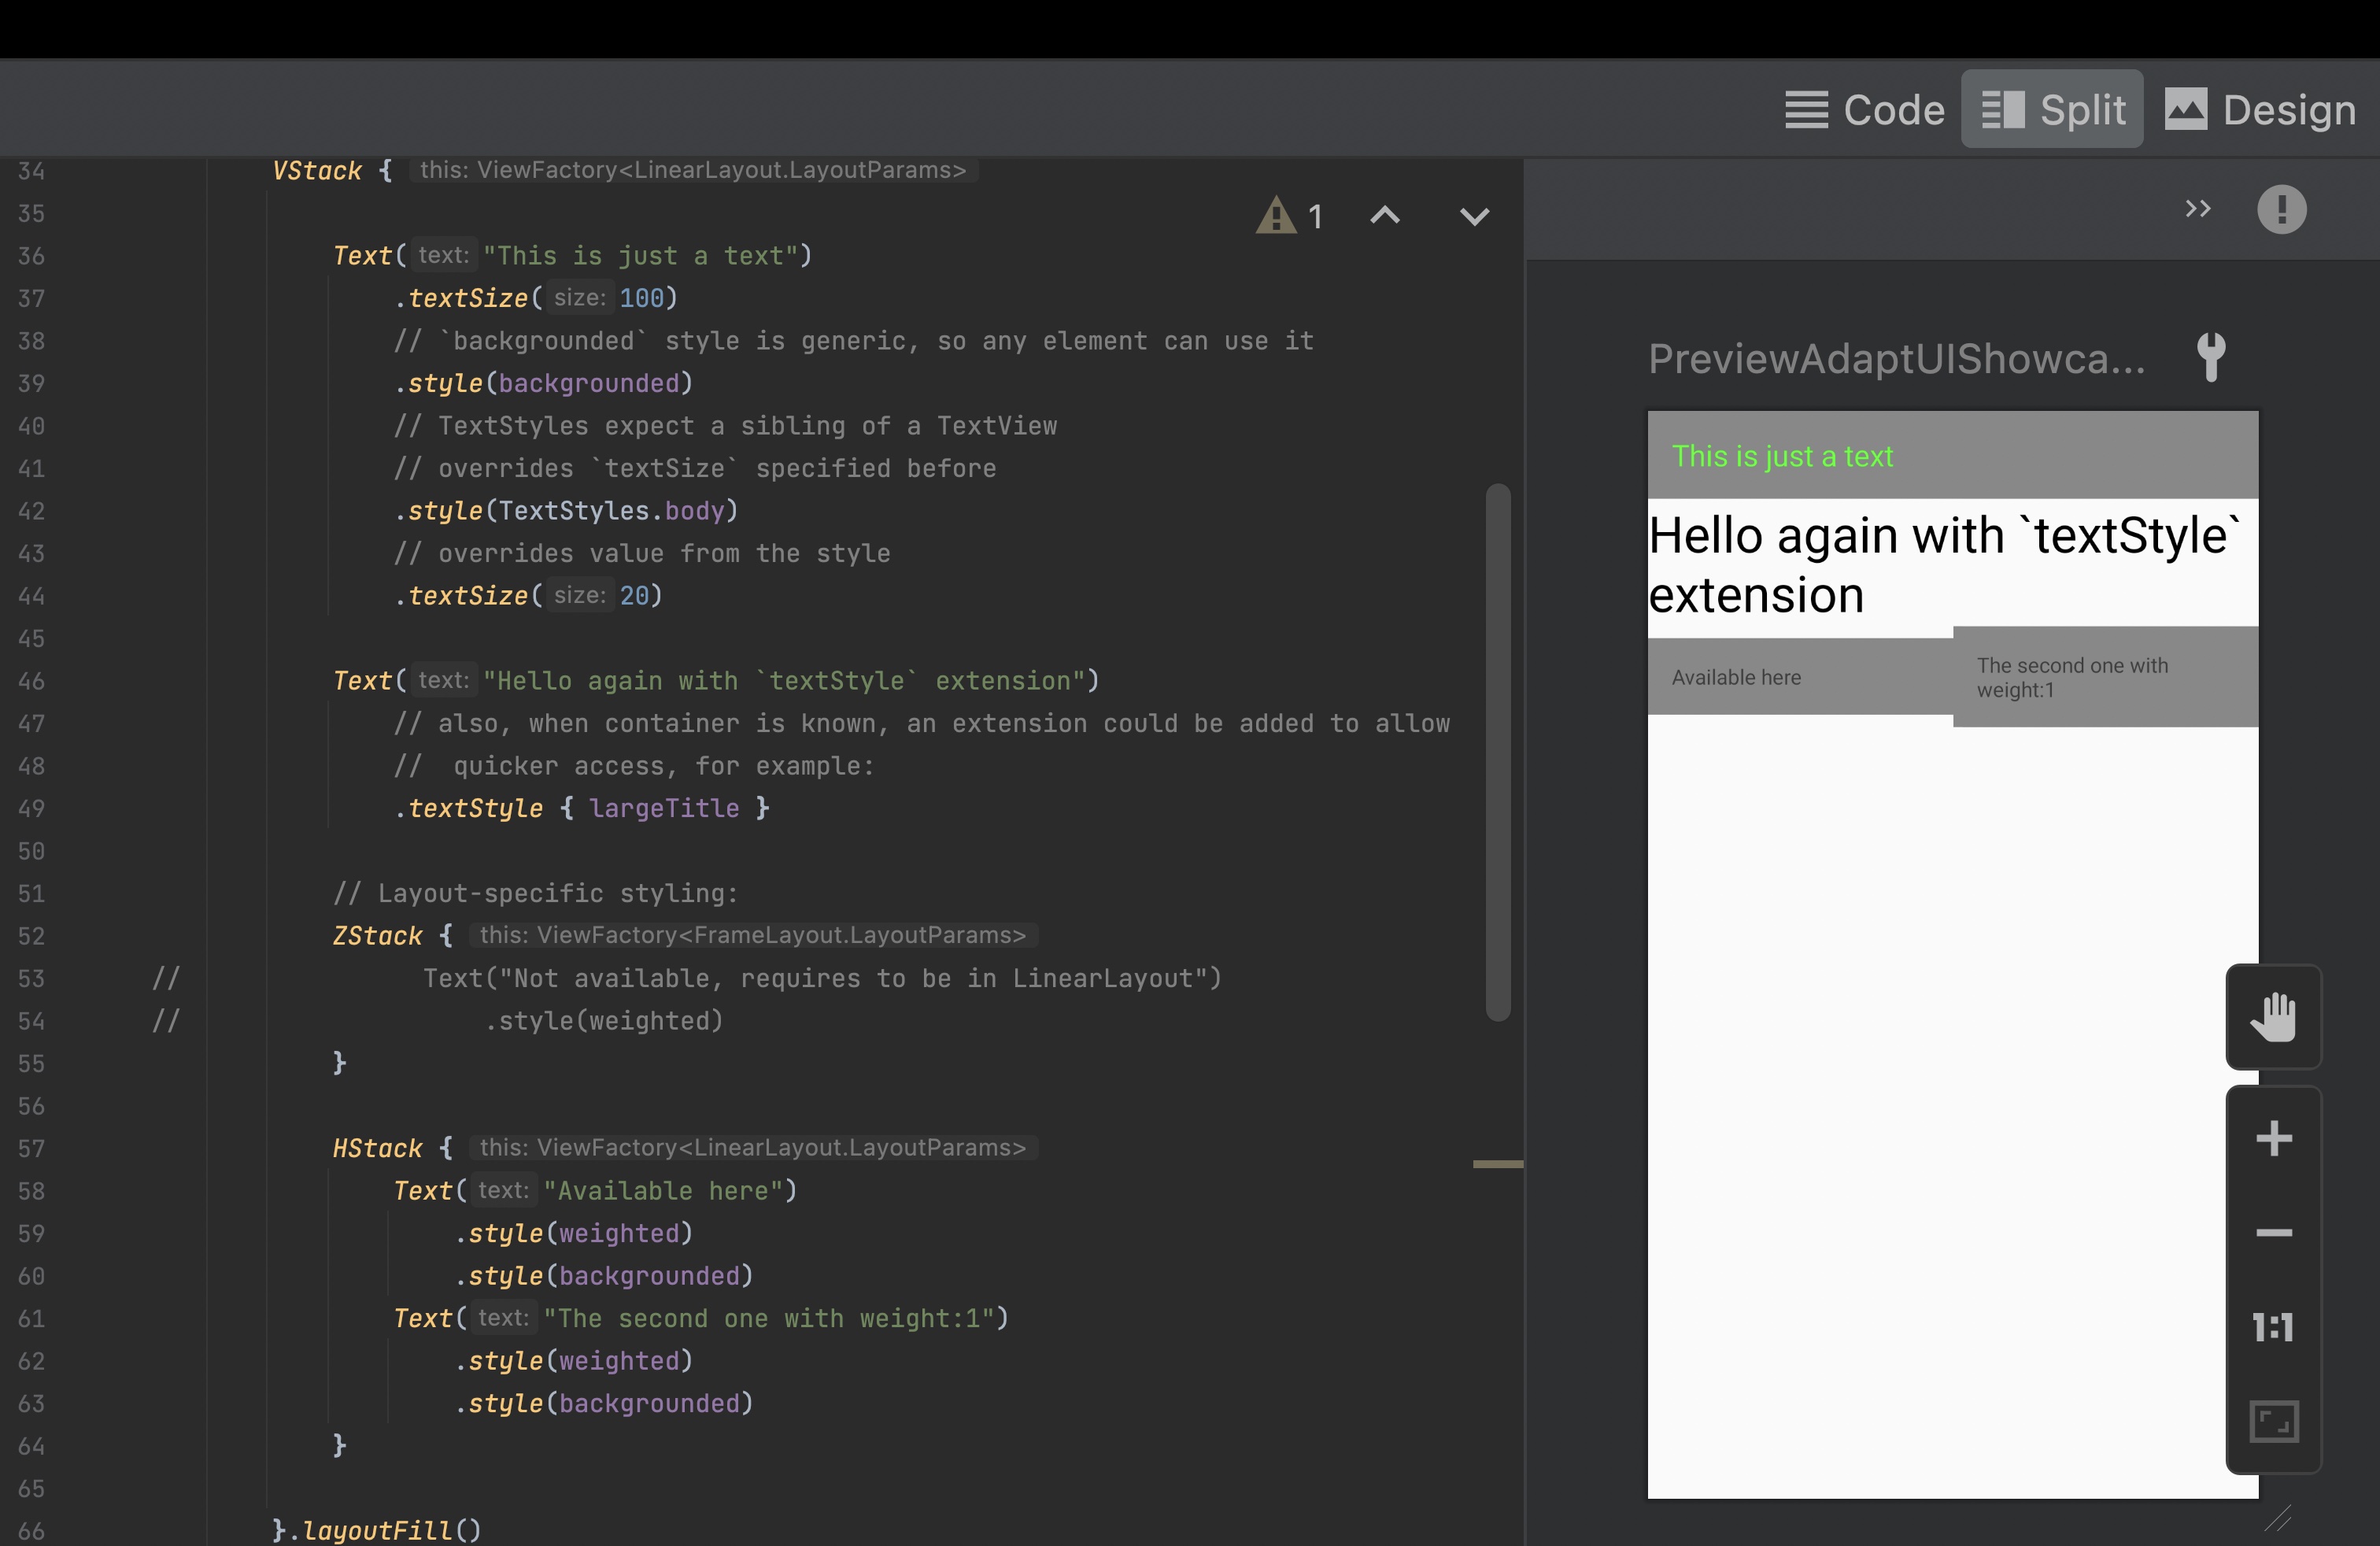 Code Split Design
34 VStack { this: ViewFactory<LinearLayout.LayoutParams>
1
35
36 Text( text: "This is just a text")
37 .textSize( size: 100)
38 // `backgrounded` style is generic, so any element can use it
39 .style(backgrounded)
40 // TextStyles expect a sibling of a TextView
41 // overrides `textSize` specified before
42 .style(TextStyles.body)
43 // overrides value from the style
44 .textSize( size: 20)
45
46 Text( text: "Hello again with `textStyle` extension")
47 // also, when container is known, an extension could be added to allow
48 //  quicker access, for example:
49 .textStyle { largeTitle }
50
51 // Layout-specific styling:
52 ZStack { this: ViewFactory<FrameLayout.LayoutParams>
53 // Text("Not available, requires to be in LinearLayout")
54 // .style(weighted)
55 }
56
57 HStack { this: ViewFactory<LinearLayout.LayoutParams>
58 Text( text: "Available here")
59 .style(weighted)
60 .style(backgrounded)
61 Text( text: "The second one with weight:1")
62 .style(weighted)
63 .style(backgrounded)
64 }
65
66 }.layoutFill()
PreviewAdaptUIShowca...
This is just a text
Hello again with `textStyle`
extension
Available here
The second one with
weight:1
1:1